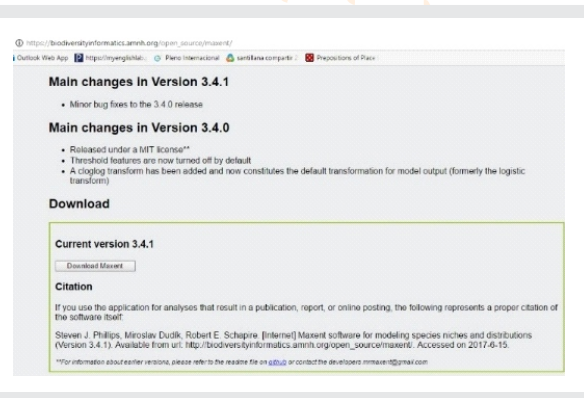 https://biodiversityinformatics.amnh.org/open_source/maxent/
Outlook Web App https://myenglishlab. Pleno Internacional santillana compartir Prepositions of Place
Main changes in Version 3.4.1
• Minor bug fixes to the 3.4.0 release
Main changes in Version 3.4.0
• Released under a MIT license**
• Threshold features are now turned off by default
• A cloglog transform has been added and now constitutes the default transformation for model output (formerly the logistic
transform)
Download
Current version 3.4.1
Download Maxent
Citation
If you use the application for analyses that result in a publication, report, or online posting, the following represents a proper citation of
the software itself:
Steven J. Phillips, Miroslav Dudík, Robert E. Schapire. [Internet] Maxent software for modeling species niches and distributions
(Version 3.4.1). Available from url: http://biodiversityinformatics.amnh.org/open_source/maxent/. Accessed on 2017-6-15.
**For information about earlier versions, please refer to the readme file on github or contact the developers mrmaxent@gmail.com